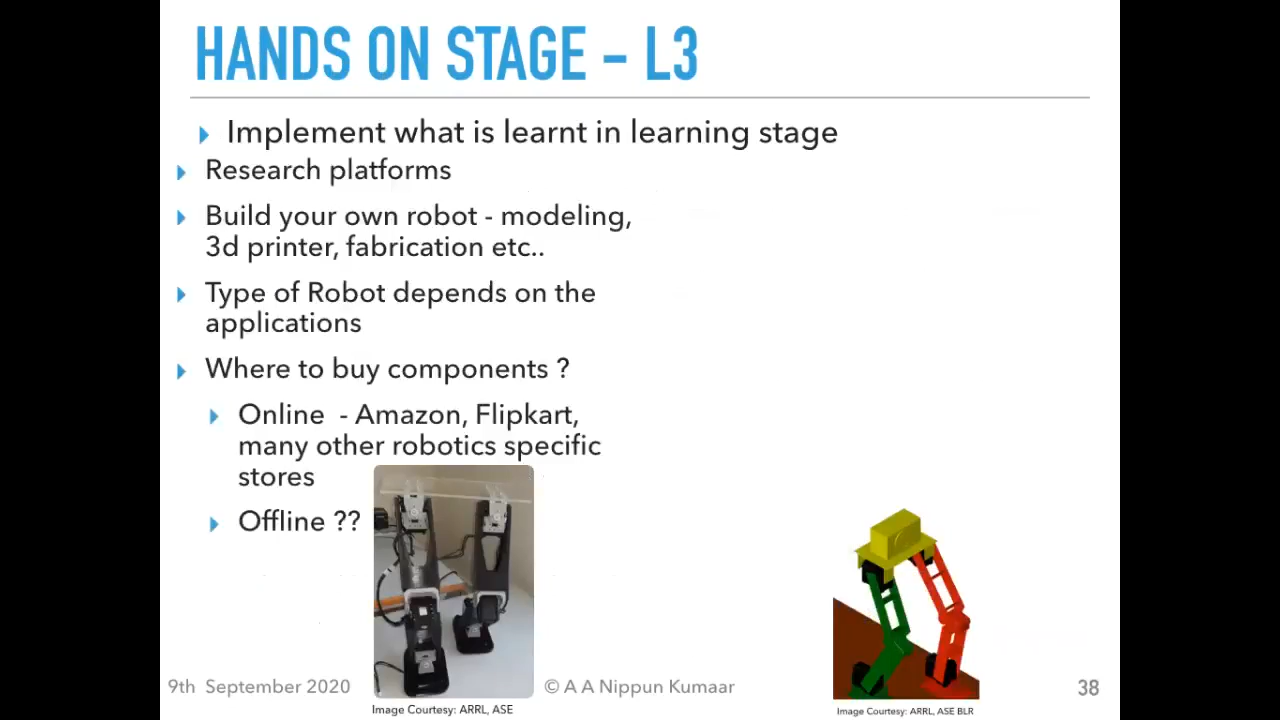 HANDS ON STAGE - L3
Implement what is learnt in learning stage
Research platforms
Build your own robot - modeling,
3d printer, fabrication etc..
Type of Robot depends on the
applications
Where to buy components ?
Online - Amazon, Flipkart,
many other robotics specific
stores
Offline ??
9th September 2020
© A A Nippun Kumaar
38
Image Courtesy: ARRL, ASE
Image Courtesy: ARRL, ASE BLR